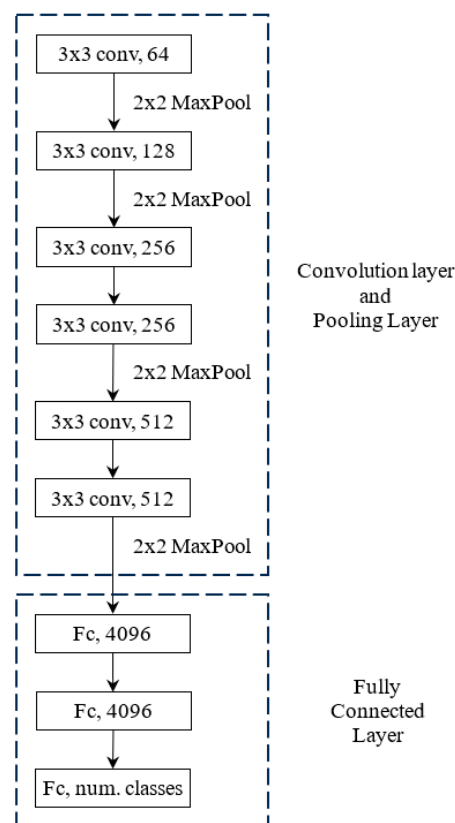 3x3 conv, 64
2x2 MaxPool
3x3 conv, 128
2x2 MaxPool
3x3 conv, 256
3x3 conv, 256
2x2 MaxPool
3x3 conv, 512
3x3 conv, 512
2x2 MaxPool
Convolution layer
and
Pooling Layer
Fc, 4096
Fc, 4096
Fc, num. classes
Fully
Connected
Layer